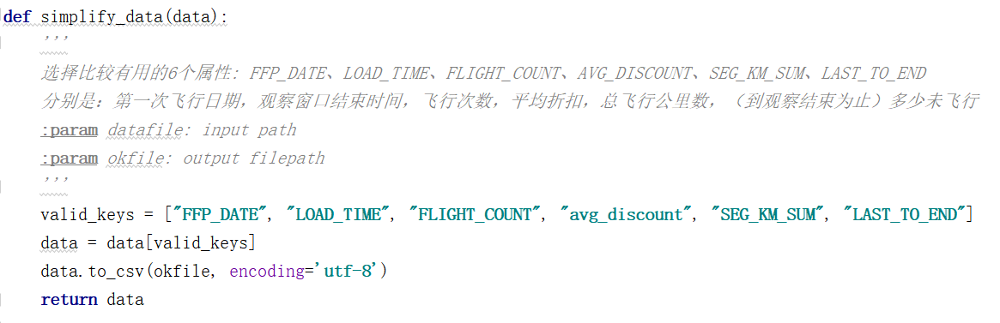 def simplify_data(data):
'''
选择比较有用的6个属性: FFP_DATE、LOAD_TIME、FLIGHT_COUNT、AVG_DISCOUNT、SEG_KM_SUM、LAST_TO_END
分别是：第一次飞行日期，观察窗口结束时间，飞行次数，平均折扣，总飞行公里数，（到观察结束为止）多少未飞行
:param datafile: input path
:param okfile: output filepath
'''
valid_keys = ["FFP_DATE", "LOAD_TIME", "FLIGHT_COUNT", "avg_discount", "SEG_KM_SUM", "LAST_TO_END"]
data = data[valid_keys]
data.to_csv(okfile, encoding='utf-8')
return data